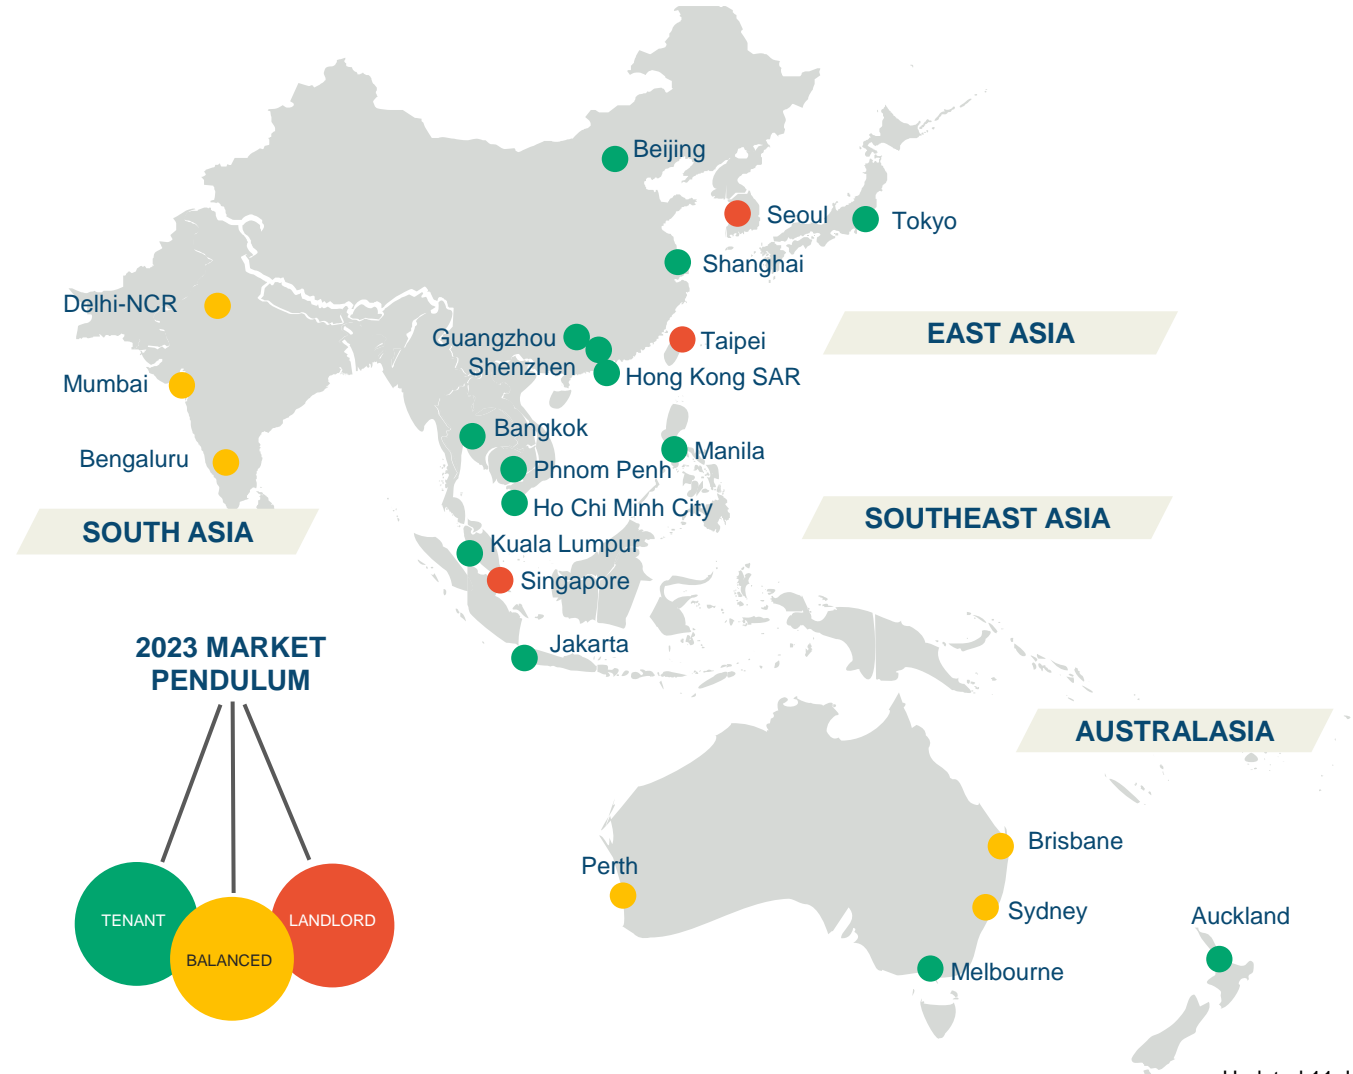 Beijing
Seoul
Tokyo
Shanghai
Delhi-NCR
EAST ASIA
Guangzhou
Taipei
Shenzhen
Hong Kong SAR
Mumbai
Bangkok
Manila
Bengaluru
Phnom Penh
Ho Chi Minh City
SOUTHEAST ASIA
SOUTH ASIA
Kuala Lumpur
Singapore
Jakarta
2023 MARKET
PENDULUM
AUSTRALASIA
Brisbane
Perth
Sydney
Auckland
TENANT
LANDLORD
BALANCED
Melbourne